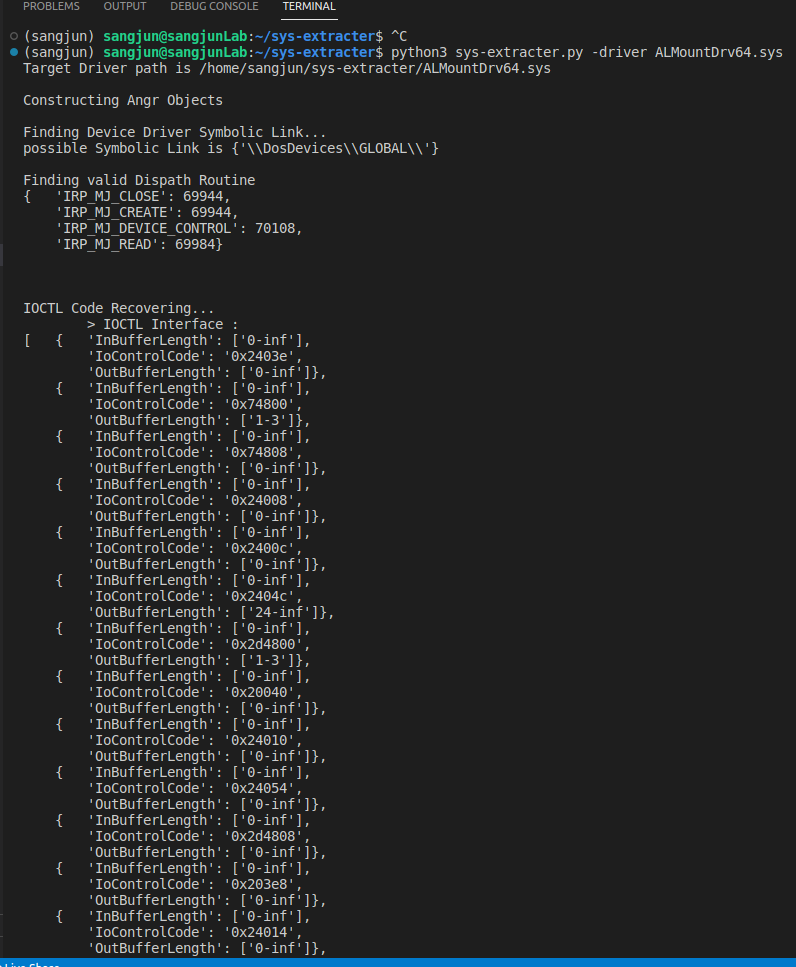 PROBLEMS OUTPUT DEBUG CONSOLE TERMINAL
(sangjun) sangjun@sangjunLab:~/sys-extracter$ ^C
(sangjun) sangjun@sangjunLab:~/sys-extracter$ python3 sys-extracter.py -driver ALMountDrv64.sys
Target Driver path is /home/sangjun/sys-extracter/ALMountDrv64.sys
Constructing Angr Objects
Finding Device Driver Symbolic Link...
possible Symbolic Link is {'\\DosDevices\\GLOBAL\\'}
Finding valid Dispath Routine
{   'IRP_MJ_CLOSE': 69944,
    'IRP_MJ_CREATE': 69944,
    'IRP_MJ_DEVICE_CONTROL': 70108,
    'IRP_MJ_READ': 69984}
IOCTL Code Recovering...
        > IOCTL Interface :
[   {   'InBufferLength': ['0-inf'],
        'IoControlCode': '0x2403e',
        'OutBufferLength': ['0-inf']},
    {   'InBufferLength': ['0-inf'],
        'IoControlCode': '0x74800',
        'OutBufferLength': ['1-3']},
    {   'InBufferLength': ['0-inf'],
        'IoControlCode': '0x74808',
        'OutBufferLength': ['0-inf']},
    {   'InBufferLength': ['0-inf'],
        'IoControlCode': '0x24008',
        'OutBufferLength': ['0-inf']},
    {   'InBufferLength': ['0-inf'],
        'IoControlCode': '0x2400c',
        'OutBufferLength': ['0-inf']},
    {   'InBufferLength': ['0-inf'],
        'IoControlCode': '0x2404c',
        'OutBufferLength': ['24-inf']},
    {   'InBufferLength': ['0-inf'],
        'IoControlCode': '0x2d4800',
        'OutBufferLength': ['1-3']},
    {   'InBufferLength': ['0-inf'],
        'IoControlCode': '0x20040',
        'OutBufferLength': ['0-inf']},
    {   'InBufferLength': ['0-inf'],
        'IoControlCode': '0x24010',
        'OutBufferLength': ['0-inf']},
    {   'InBufferLength': ['0-inf'],
        'IoControlCode': '0x24054',
        'OutBufferLength': ['0-inf']},
    {   'InBufferLength': ['0-inf'],
        'IoControlCode': '0x2d4808',
        'OutBufferLength': ['0-inf']},
    {   'InBufferLength': ['0-inf'],
        'IoControlCode': '0x203e8',
        'OutBufferLength': ['0-inf']},
    {   'InBufferLength': ['0-inf'],
        'IoControlCode': '0x24014',
        'OutBufferLength': ['0-inf']},
Live Share